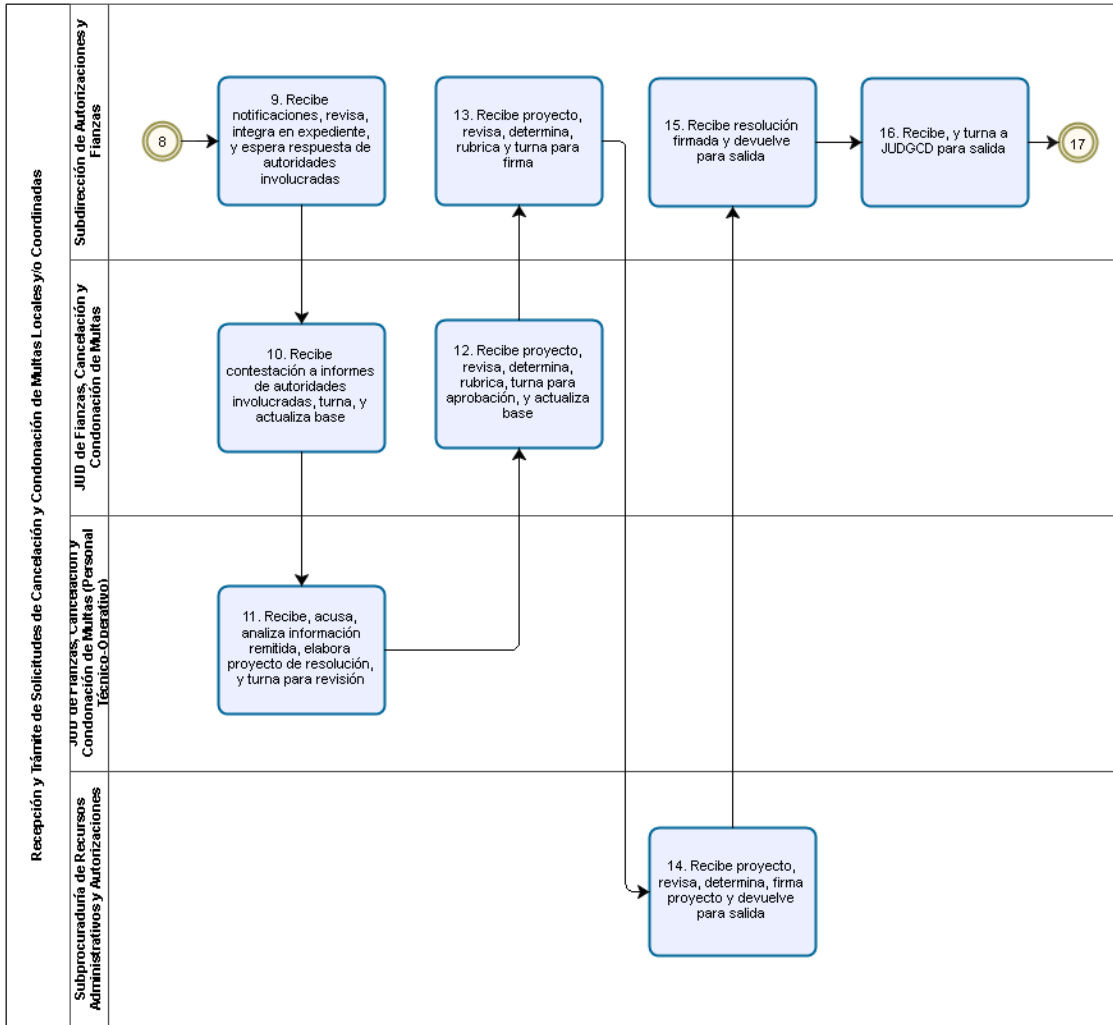 Recepción y Trámite de Solicitudes de Cancelación y Condonación de Multas Locales y/o Coordinadas
Subdirección de Autorizaciones y
Fianzas
8
9. Recibe
notificaciones, revisa,
integra en expediente,
y espera respuesta de
autoridades
involucradas
13. Recibe proyecto,
revisa, determina,
rubrica y turna para
firma
15. Recibe resolución
firmada y devuelve
para salida
16. Recibe, y turna a
JUDGCD para salida
17
JUD de Fianzas, Cancelación y
Condonación de Multas
10. Recibe
contestación a informes
de autoridades
involucradas, turna, y
actualiza base
12. Recibe proyecto,
revisa, determina,
rubrica, turna para
aprobación, y actualiza
base
JUD de Fianzas, Cancelación y
Condonación de Multas (Personal
Técnico-Operativo)
11. Recibe, acusa,
analiza información
remitida, elabora
proyecto de resolución,
y turna para revisión
Subprocuraduría de Recursos
Administrativos y Autorizaciones
14. Recibe proyecto,
revisa, determina, firma
proyecto y devuelve
para salida